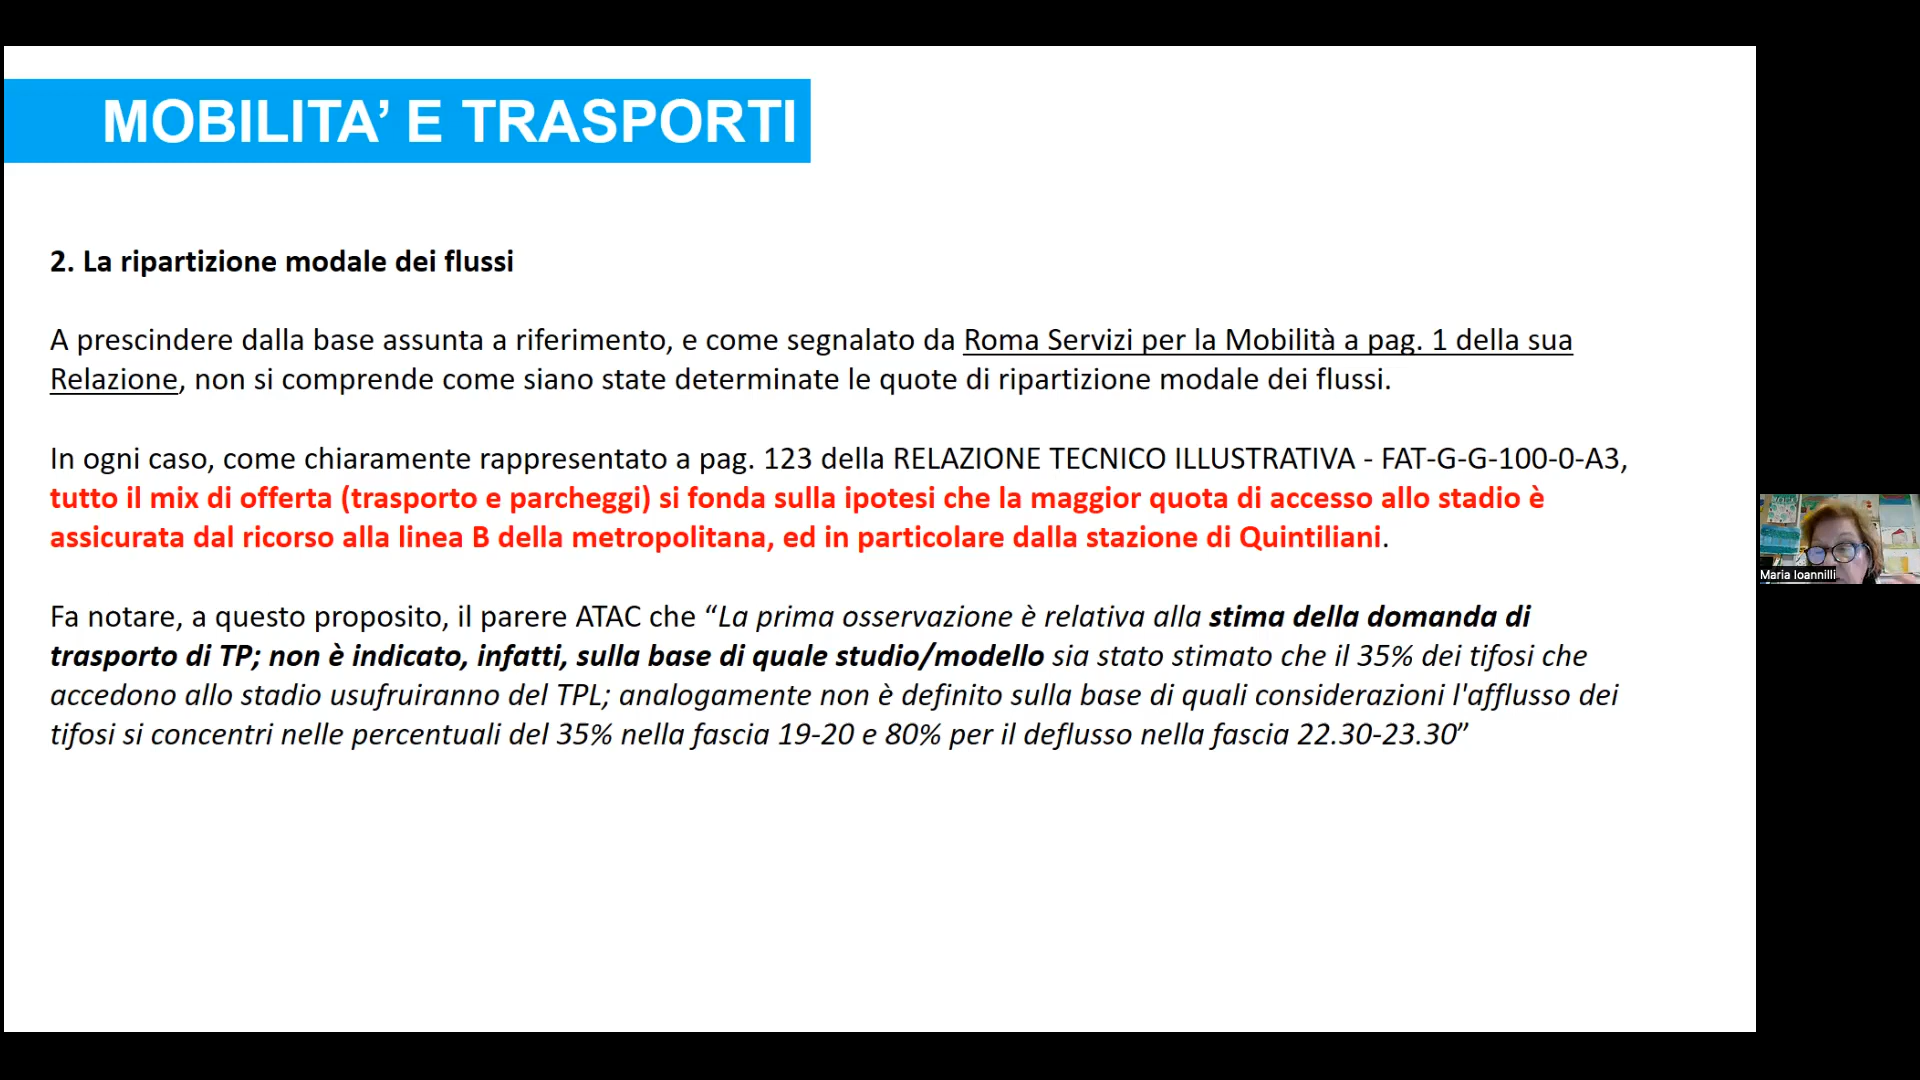 MOBILITA’ E TRASPORTI
2. La ripartizione modale dei flussi
A prescindere dalla base assunta a riferimento, e come segnalato da Roma Servizi per la Mobilità a pag. 1 della sua
Relazione, non si comprende come siano state determinate le quote di ripartizione modale dei flussi.
In ogni caso, come chiaramente rappresentato a pag. 123 della RELAZIONE TECNICO ILLUSTRATIVA - FAT-G-G-100-0-A3,
tutto il mix di offerta (trasporto e parcheggi) si fonda sulla ipotesi che la maggior quota di accesso allo stadio è
assicurata dal ricorso alla linea B della metropolitana, ed in particolare dalla stazione di Quintiliani.
Fa notare, a questo proposito, il parere ATAC che “La prima osservazione è relativa alla stima della domanda di
trasporto di TP; non è indicato, infatti, sulla base di quale studio/modello sia stato stimato che il 35% dei tifosi che
accedono allo stadio usufruiranno del TPL; analogamente non è definito sulla base di quali considerazioni l'afflusso dei
tifosi si concentri nelle percentuali del 35% nella fascia 19-20 e 80% per il deflusso nella fascia 22.30-23.30”
Maria Ioannilli